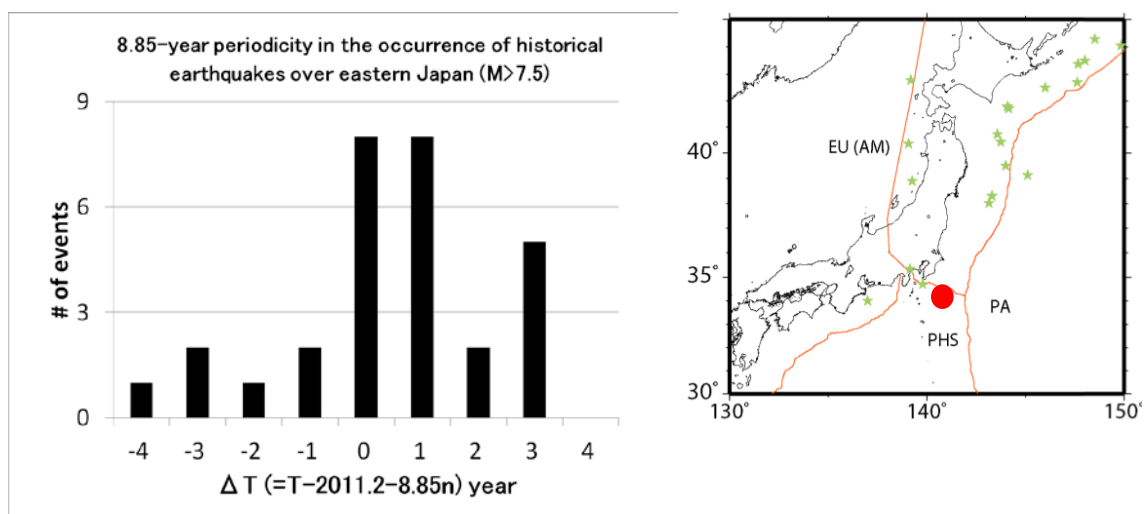 8.85-year periodicity in the occurrence of historical
earthquakes over eastern Japan (M>7.5)
# of events
9
6
3
0
-4 -3 -2 -1 0 1 2 3 4
ΔT (=T-2011.2-8.85n) year
EU (AM)
PA
PHS
40°
35°
30°
130° 140° 150°